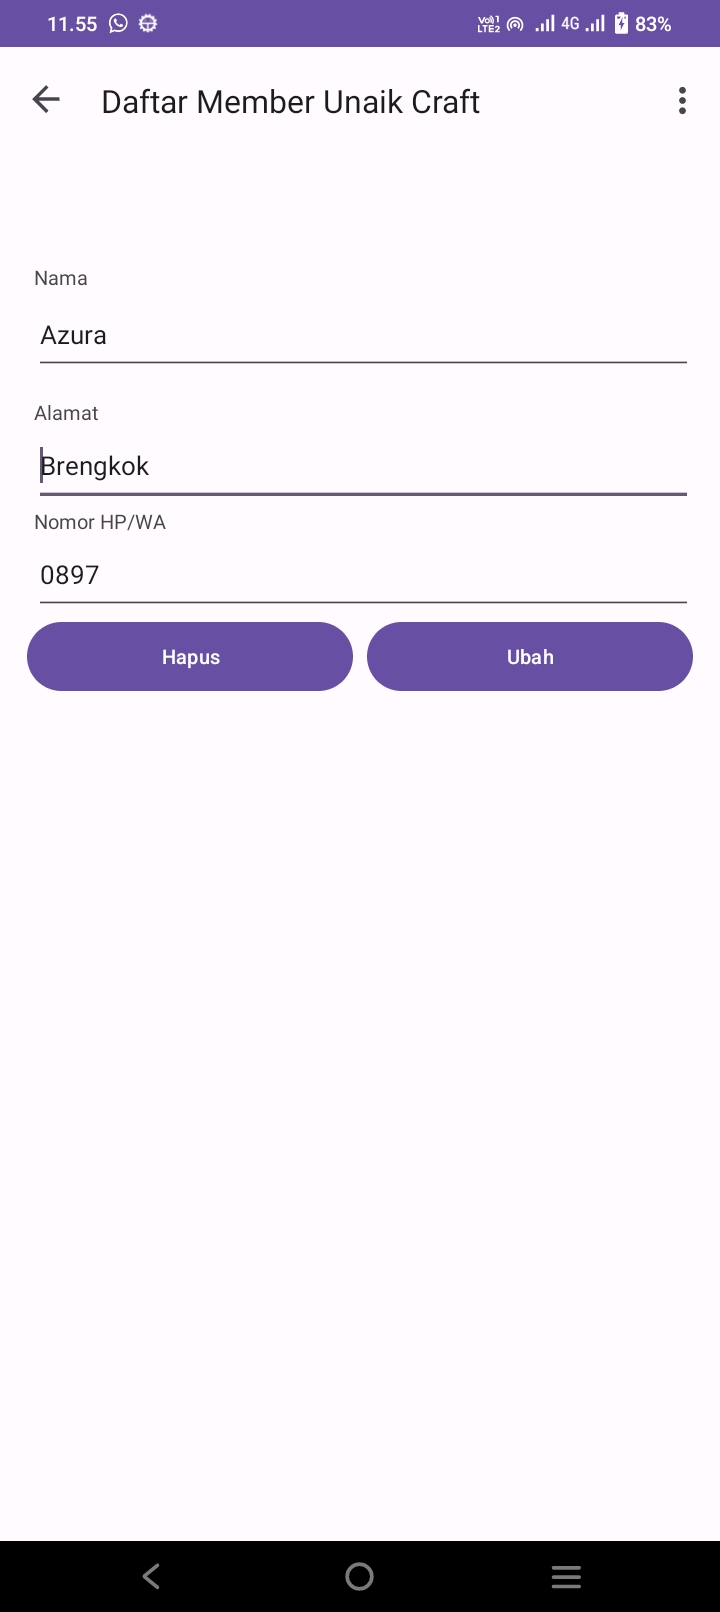 11.55
Vo)) 1
LTE2
4G
83%
Daftar Member Unaik Craft
Nama
Azura
Alamat
Brengkok
Nomor HP/WA
0897
Hapus
Ubah